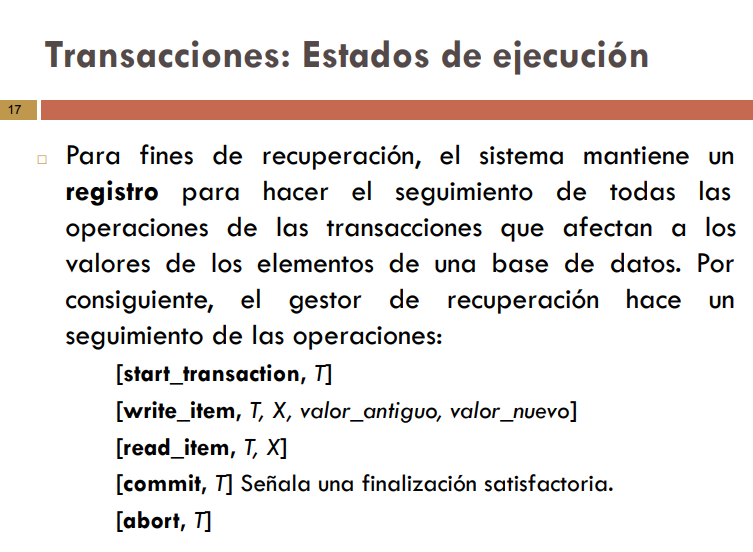 Transacciones: Estados de ejecución
17
Para fines de recuperación, el sistema mantiene un
registro para hacer el seguimiento de todas las
operaciones de las transacciones que afectan a los
valores de los elementos de una base de datos. Por
consiguiente, el gestor de recuperación hace un
seguimiento de las operaciones:
[start_transaction, T]
[write_item, T, X, valor_antiguo, valor_nuevo]
[read_item, T, X]
[commit, T] Señala una finalización satisfactoria.
[abort, T]